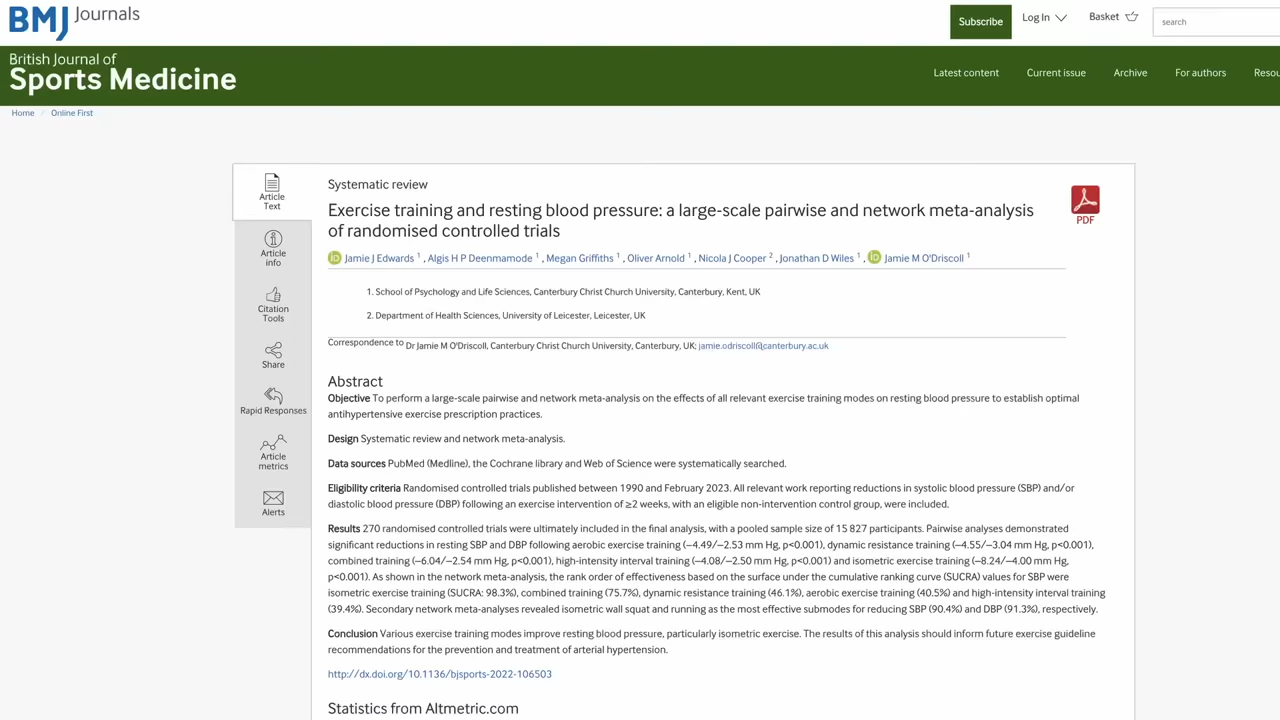 BMJ Journals
Subscribe
Log In
Basket
search
British Journal of
Sports Medicine
Latest content
Current issue
Archive
For authors
Resou
Home / Online First
Article
Text
Article
info
Citation
Tools
Share
Rapid Responses
Article
metrics
Alerts
Systematic review
Exercise training and resting blood pressure: a large-scale pairwise and network meta-analysis
of randomised controlled trials
PDF
iD Jamie J Edwards 1 , Algis H P Deenmamode 1 , Megan Griffiths 1 , Oliver Arnold 1 , Nicola J Cooper 2 , Jonathan D Wiles 1 , iD Jamie M O'Driscoll 1
1. School of Psychology and Life Sciences, Canterbury Christ Church University, Canterbury, Kent, UK
2. Department of Health Sciences, University of Leicester, Leicester, UK
Correspondence to Dr Jamie M O'Driscoll, Canterbury Christ Church University, Canterbury, UK; jamie.odriscoll@canterbury.ac.uk
Abstract
Objective To perform a large-scale pairwise and network meta-analysis on the effects of all relevant exercise training modes on resting blood pressure to establish optimal
antihypertensive exercise prescription practices.
Design Systematic review and network meta-analysis.
Data sources PubMed (Medline), the Cochrane library and Web of Science were systematically searched.
Eligibility criteria Randomised controlled trials published between 1990 and February 2023. All relevant work reporting reductions in systolic blood pressure (SBP) and/or
diastolic blood pressure (DBP) following an exercise intervention of ≥2 weeks, with an eligible non-intervention control group, were included.
Results 270 randomised controlled trials were ultimately included in the final analysis, with a pooled sample size of 15 827 participants. Pairwise analyses demonstrated
significant reductions in resting SBP and DBP following aerobic exercise training (−4.49/−2.53 mm Hg, p<0.001), dynamic resistance training (−4.55/−3.04 mm Hg, p<0.001),
combined training (−6.04/−2.54 mm Hg, p<0.001), high-intensity interval training (−4.08/−2.50 mm Hg, p<0.001) and isometric exercise training (−8.24/−4.00 mm Hg,
p<0.001). As shown in the network meta-analysis, the rank order of effectiveness based on the surface under the cumulative ranking curve (SUCRA) values for SBP were
isometric exercise training (SUCRA: 98.3%), combined training (75.7%), dynamic resistance training (46.1%), aerobic exercise training (40.5%) and high-intensity interval training
(39.4%). Secondary network meta-analyses revealed isometric wall squat and running as the most effective submodes for reducing SBP (90.4%) and DBP (91.3%), respectively.
Conclusion Various exercise training modes improve resting blood pressure, particularly isometric exercise. The results of this analysis should inform future exercise guideline
recommendations for the prevention and treatment of arterial hypertension.
http://dx.doi.org/10.1136/bjsports-2022-106503
Statistics from Altmetric.com